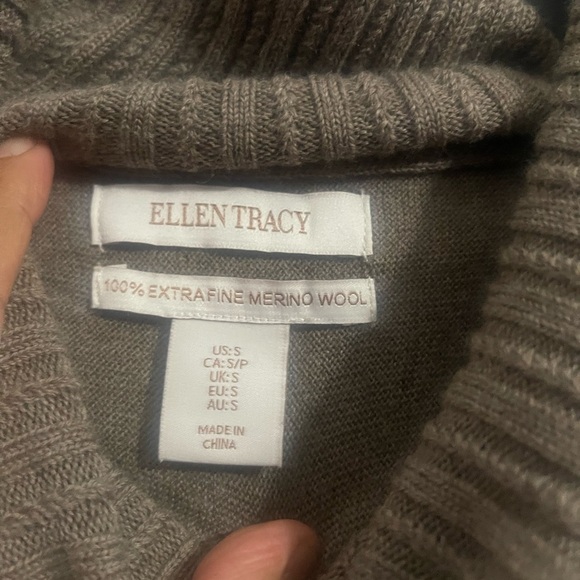 ELLEN TRACY
100% EXTRAFINE MERINO WOOL
US: S
CA: S/P
UK: S
EU: S
AU: S
MADE IN
CHINA